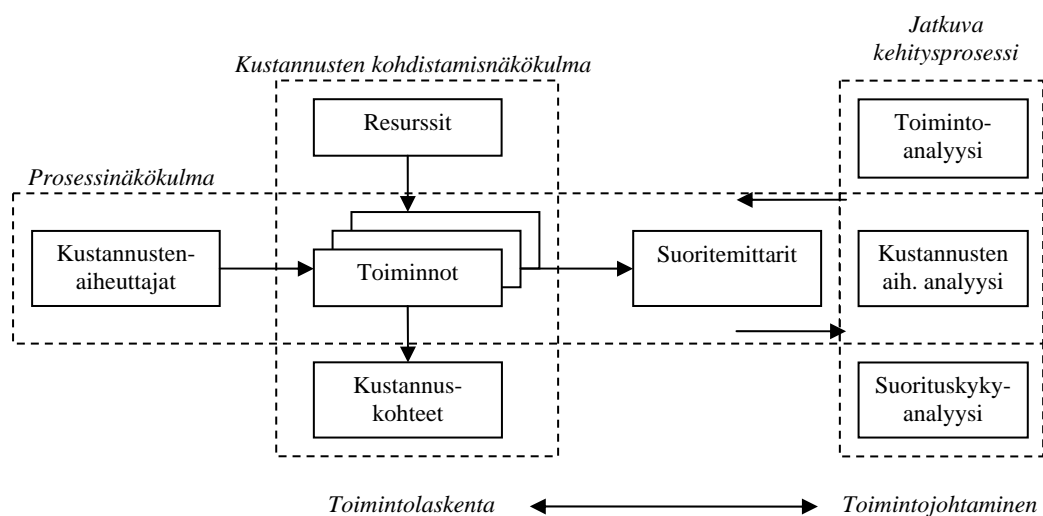 Jatkuva
kehitysprosessi
Kustannusten kohdistamisnäkökulma
Resurssit
Toiminto-
analyysi
Prosessinäkökulma
Kustannusten-
aiheuttajat
Toiminnot
Suoritemittarit
Kustannusten
aih. analyysi
Kustannus-
kohteet
Suorituskyky-
analyysi
Toimintolaskenta
Toimintojohtaminen